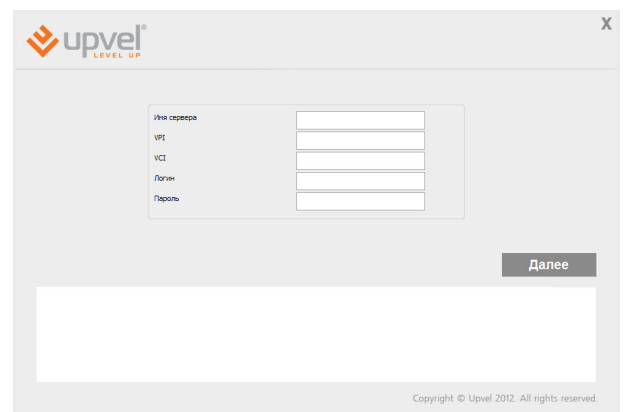 X
upvel®
LEVEL UP
Имя сервера
VPI
VCI
Логин
Пароль
Далее
Copyright © Upvel 2012. All rights reserved.